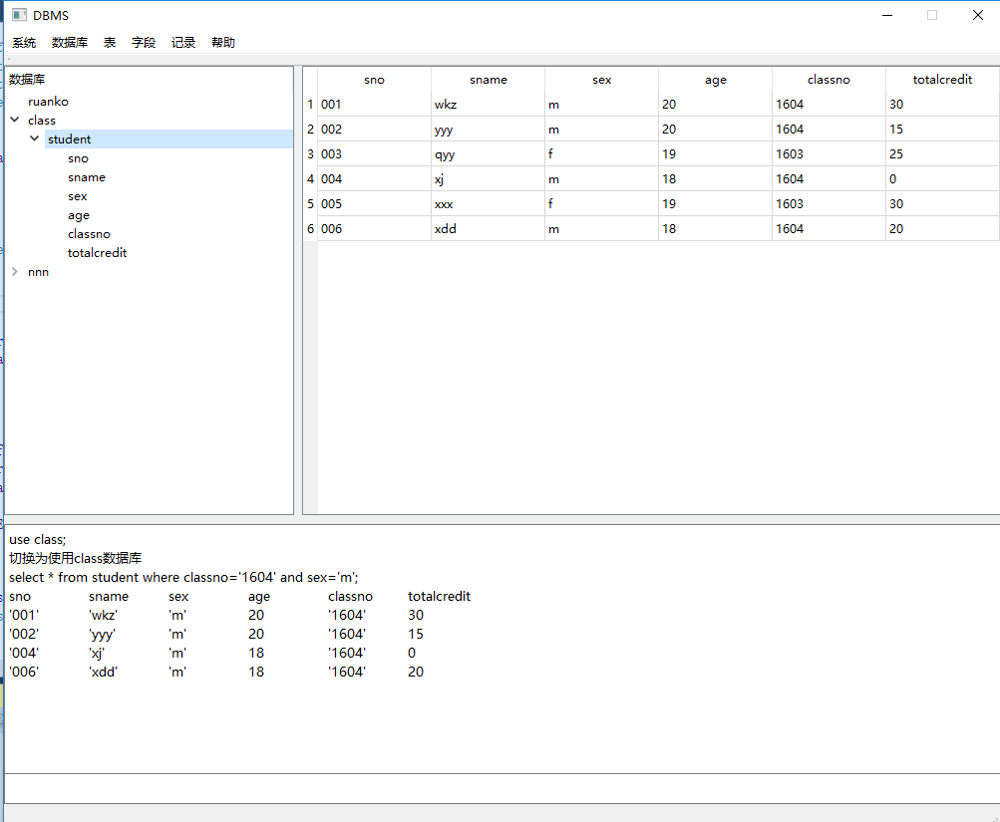 DBMS
系统 数据库 表 字段 记录 帮助
数据库
ruanko
class
student
sno
sname
sex
age
classno
totalcredit
nnn
sno sname sex age classno totalcredit
1 001 wkz m 20 1604 30
2 002 yyy m 20 1604 15
3 003 qyy f 19 1603 25
4 004 xj m 18 1604 0
5 005 xxx f 19 1603 30
6 006 xdd m 18 1604 20
use class;
切换为使用class数据库
select * from student where classno='1604' and sex='m';
sno sname sex age classno totalcredit
'001' 'wkz' 'm' 20 '1604' 30
'002' 'yyy' 'm' 20 '1604' 15
'004' 'xj' 'm' 18 '1604' 0
'006' 'xdd' 'm' 18 '1604' 20